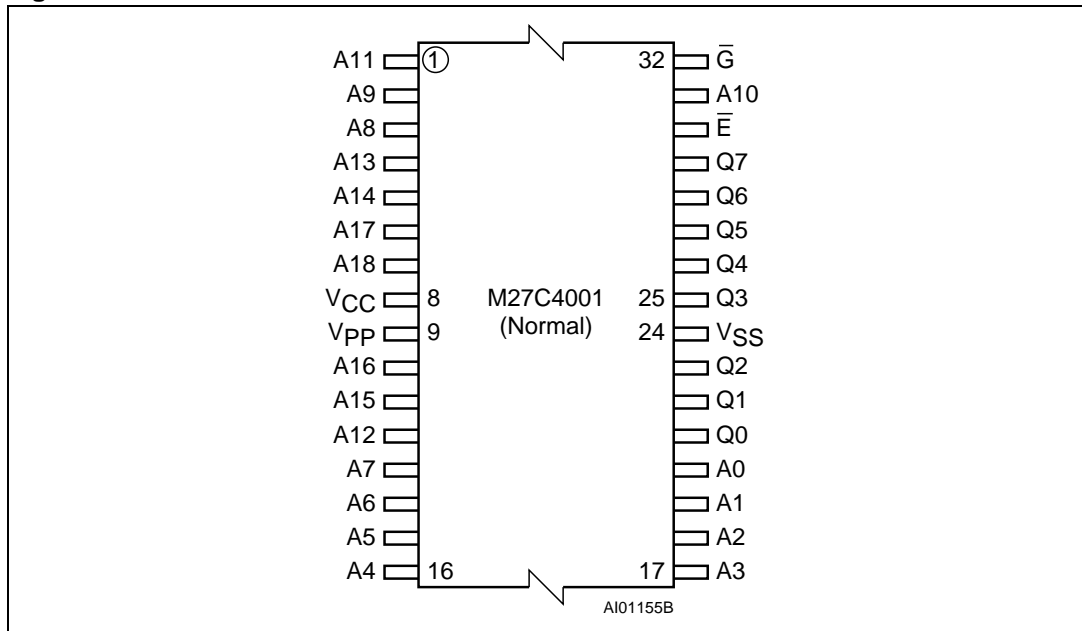 A11 1 32 G̅
A9 A10
A8 E̅
A13 Q7
A14 Q6
A17 Q5
A18 Q4
VCC 8 M27C4001 25 Q3
VPP 9 (Normal) 24 VSS
A16 Q2
A15 Q1
A12 Q0
A7 A0
A6 A1
A5 A2
A4 16 17 A3
AI01155B